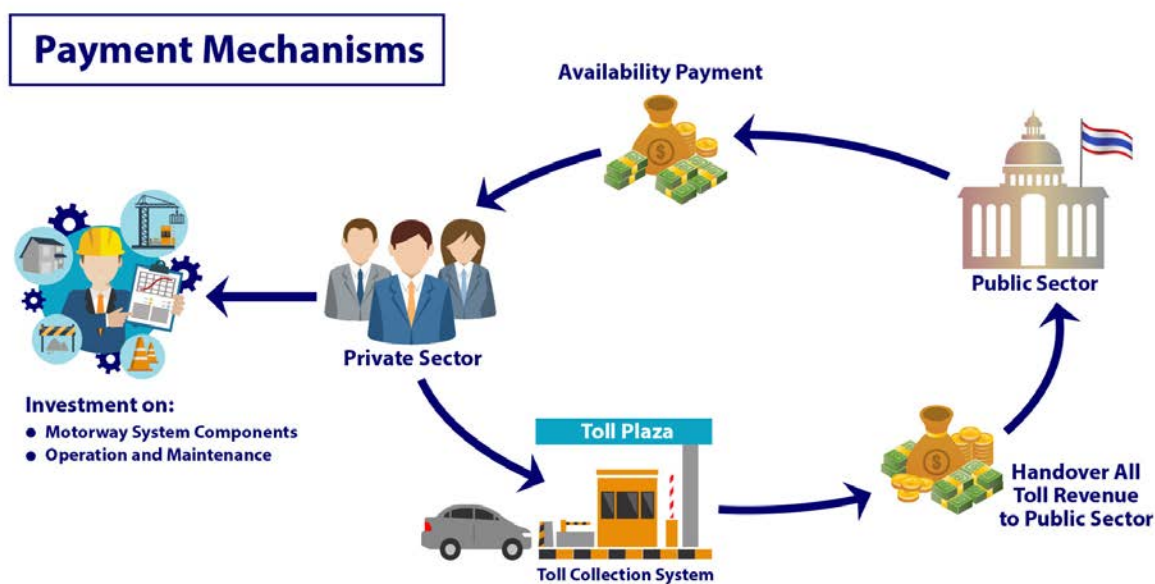 Payment Mechanisms
Availability Payment
Public Sector
Private Sector
Investment on:
● Motorway System Components
● Operation and Maintenance
Toll Plaza
Toll Collection System
Handover All
Toll Revenue
to Public Sector
$
$